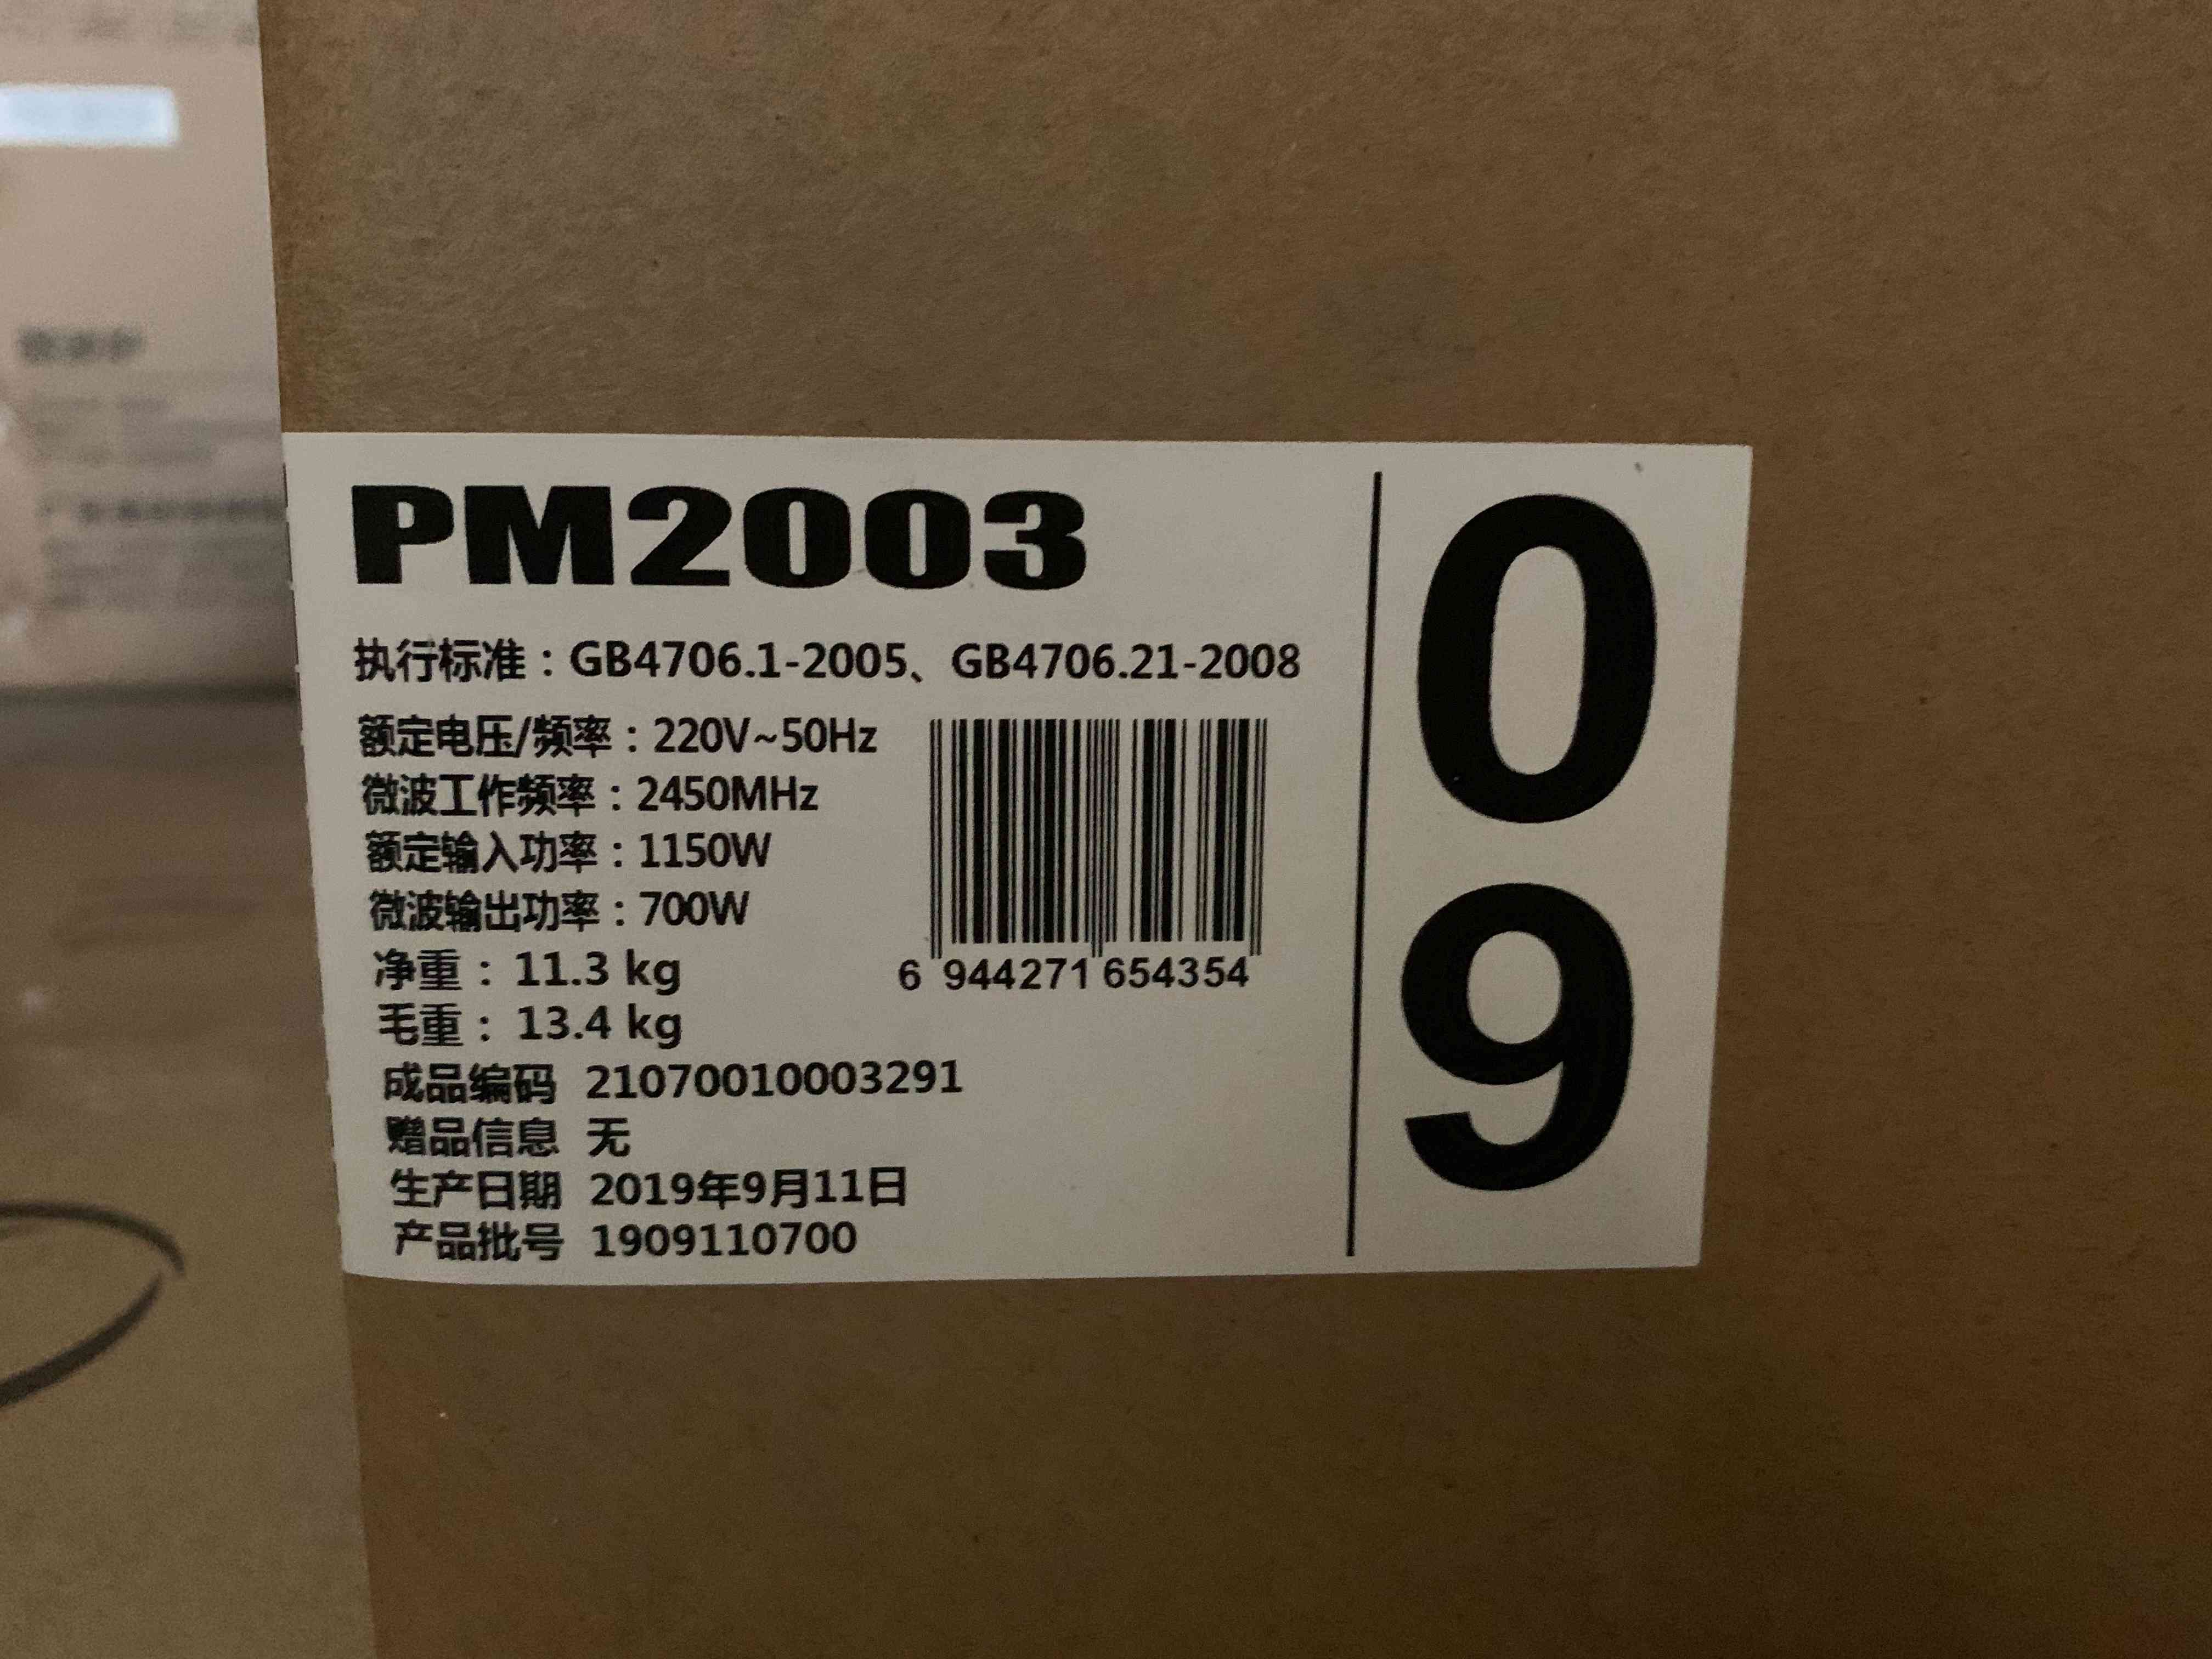 PM2003
执行标准：GB4706.1-2005、GB4706.21-2008
额定电压/频率：220V~50Hz
微波工作频率：2450MHz
额定输入功率：1150W
微波输出功率：700W
净重：11.3 kg
毛重：13.4 kg
成品编码 21070010003291
赠品信息 无
生产日期 2019年9月11日
产品批号 1909110700
6 944271 654354
0
9